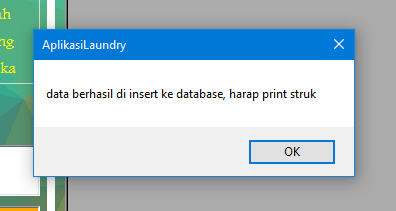 AplikasiLaundry
data berhasil di insert ke database, harap print struk
OK